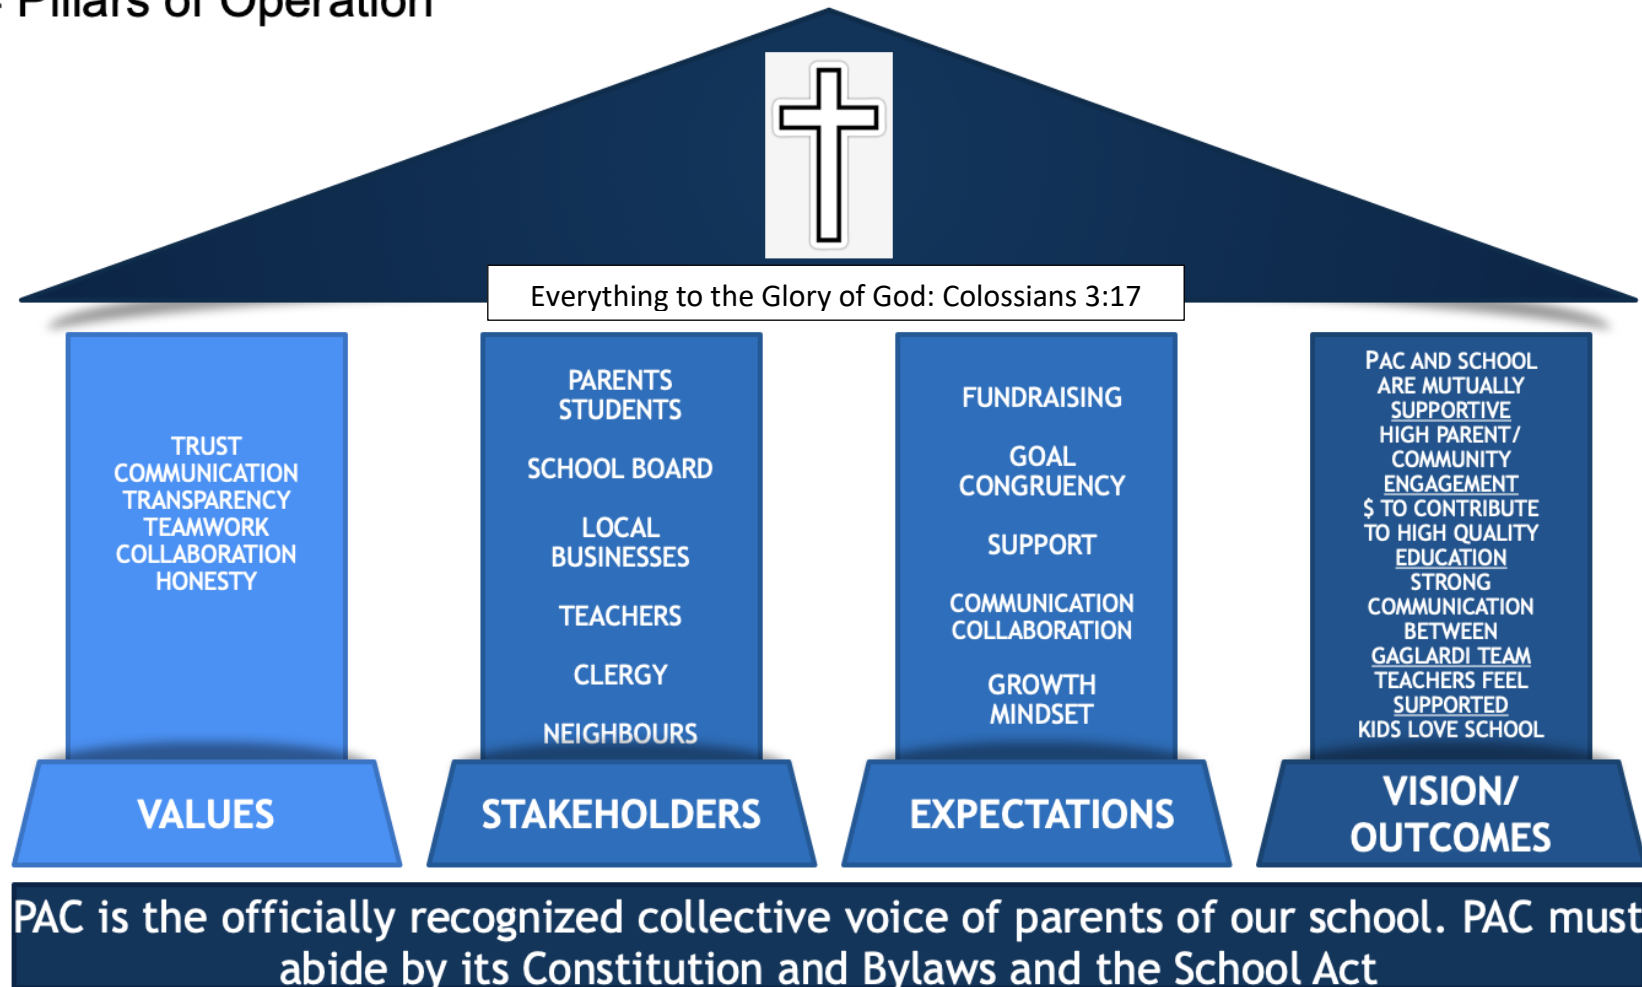 Pillars of Operation
Everything to the Glory of God: Colossians 3:17
TRUST
COMMUNICATION
TRANSPARENCY
TEAMWORK
COLLABORATION
HONESTY
VALUES
PARENTS
STUDENTS
SCHOOL BOARD
LOCAL
BUSINESSES
TEACHERS
CLERGY
NEIGHBOURS
STAKEHOLDERS
FUNDRAISING
GOAL
CONGRUENCY
SUPPORT
COMMUNICATION
COLLABORATION
GROWTH
MINDSET
EXPECTATIONS
PAC AND SCHOOL
ARE MUTUALLY
SUPPORTIVE
HIGH PARENT/
COMMUNITY
ENGAGEMENT
$ TO CONTRIBUTE
TO HIGH QUALITY
EDUCATION
STRONG
COMMUNICATION
BETWEEN
GAGLARDI TEAM
TEACHERS FEEL
SUPPORTED
KIDS LOVE SCHOOL
VISION/
OUTCOMES
PAC is the officially recognized collective voice of parents of our school. PAC must
abide by its Constitution and Bylaws and the School Act